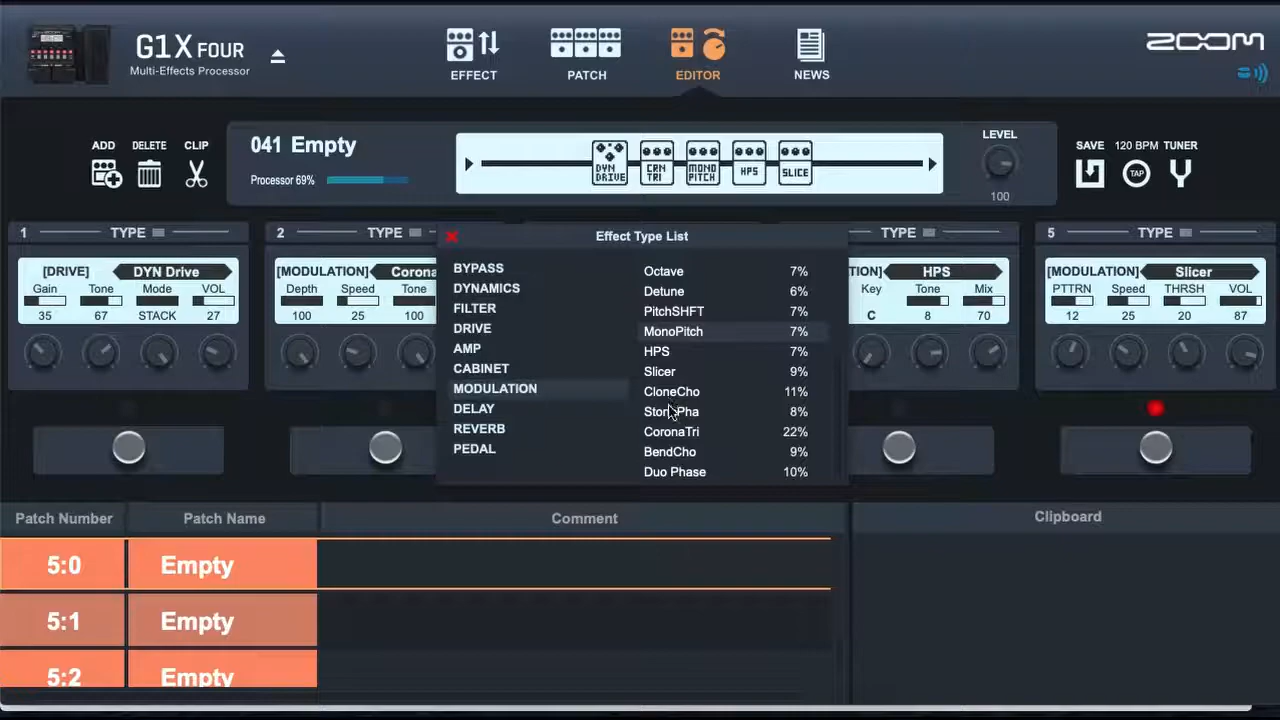 G1X FOUR
Multi-Effects Processor
EFFECT
PATCH
EDITOR
NEWS
ZOOM
ADD
DELETE
CLIP
041 Empty
Processor 69%
DYN DRIVE
CRN TRI
MONO PITCH
HPS
SLICE
LEVEL
100
SAVE
120 BPM
TUNER
TAP
1 TYPE
[DRIVE] DYN Drive
Gain Tone Mode VOL
35 67 STACK 27
2 TYPE
[MODULATION] Corona
Depth Speed Tone
100 25 100
Effect Type List
BYPASS
DYNAMICS
FILTER
DRIVE
AMP
CABINET
MODULATION
DELAY
REVERB
PEDAL
Octave 7%
Detune 6%
PitchSHFT 7%
MonoPitch 7%
HPS 7%
Slicer 9%
CloneCho 11%
StonePha 8%
CoronaTri 22%
BendCho 9%
Duo Phase 10%
TYPE
TION] HPS
Key Tone Mix
C 8 70
5 TYPE
[MODULATION] Slicer
PTTRN Speed THRSH VOL
12 25 20 87
Patch Number Patch Name Comment Clipboard
5:0 Empty
5:1 Empty
5:2 Empty